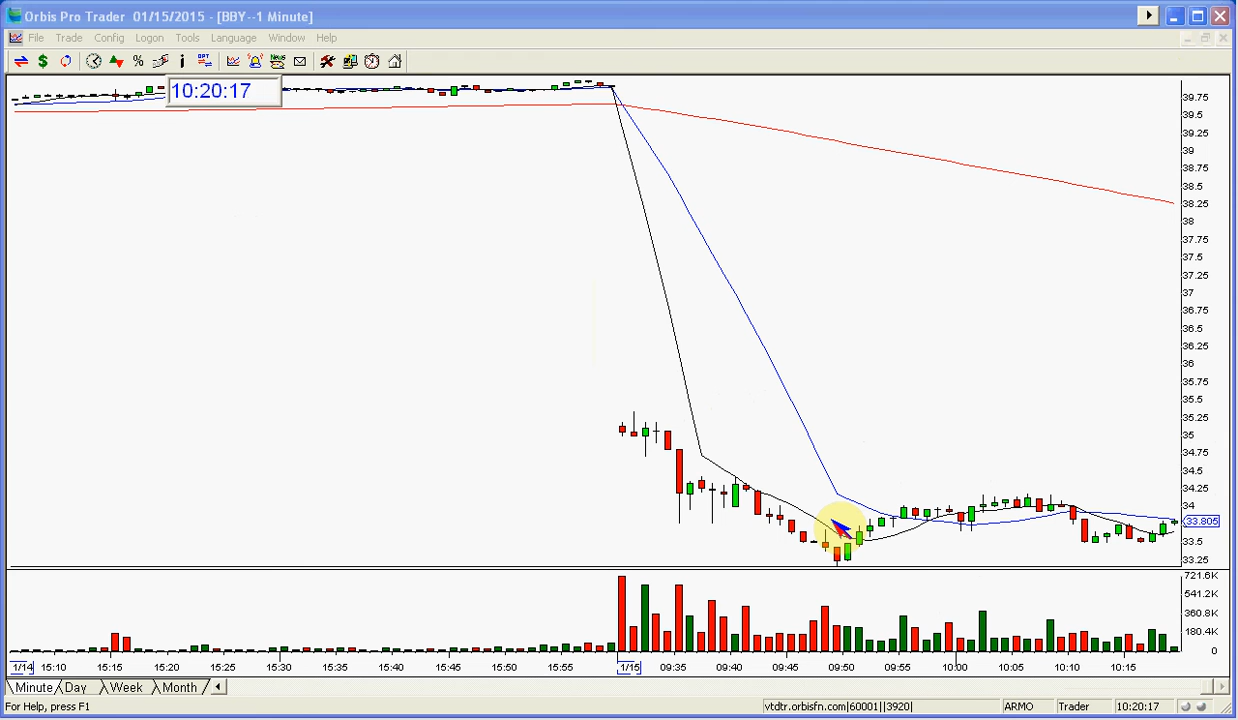 Orbis Pro Trader 01/15/2015 - [BBY--1 Minute]
File Trade Config Logon Tools Language Window Help
$ % i OPT News
10:20:17
39.75
39.5
39.25
39
38.75
38.5
38.25
38
37.75
37.5
37.25
37
36.75
36.5
36.25
36
35.75
35.5
35.25
35
34.75
34.5
34.25
34
33.805
33.5
33.25
721.6K
541.2K
360.8K
180.4K
0
1/14 15:10 15:15 15:20 15:25 15:30 15:35 15:40 15:45 15:50 15:55 1/15 09:35 09:40 09:45 09:50 09:55 10:00 10:05 10:10 10:15
Minute Day Week Month
For Help, press F1 vtdtr.orbisfn.com|60001||3920| ARMO Trader 10:20:17